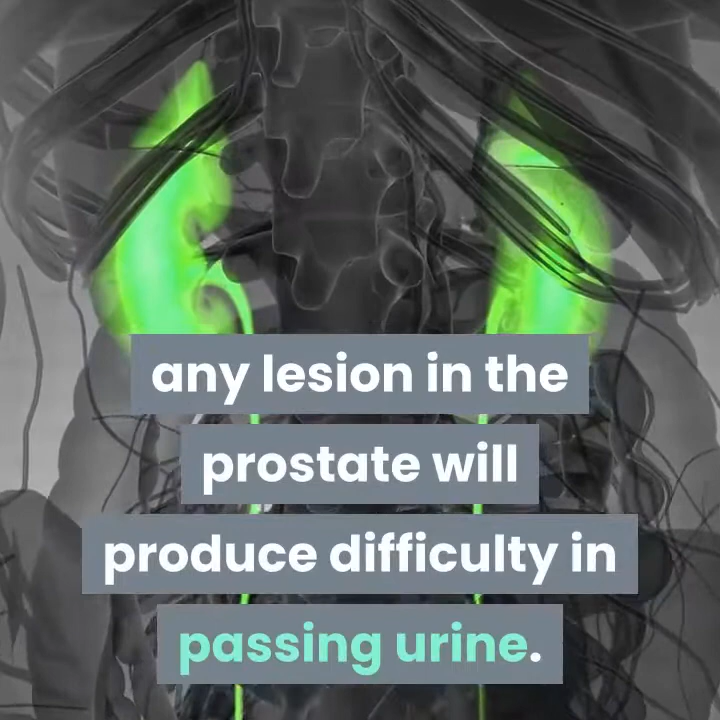 any lesion in the
prostate will
produce difficulty in
passing urine.